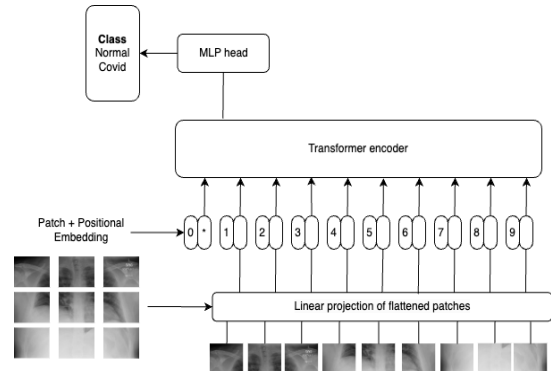 Class
Normal
Covid
MLP head
Transformer encoder
Patch + Positional
Embedding
0 * 1 2 3 4 5 6 7 8 9
Linear projection of flattened patches